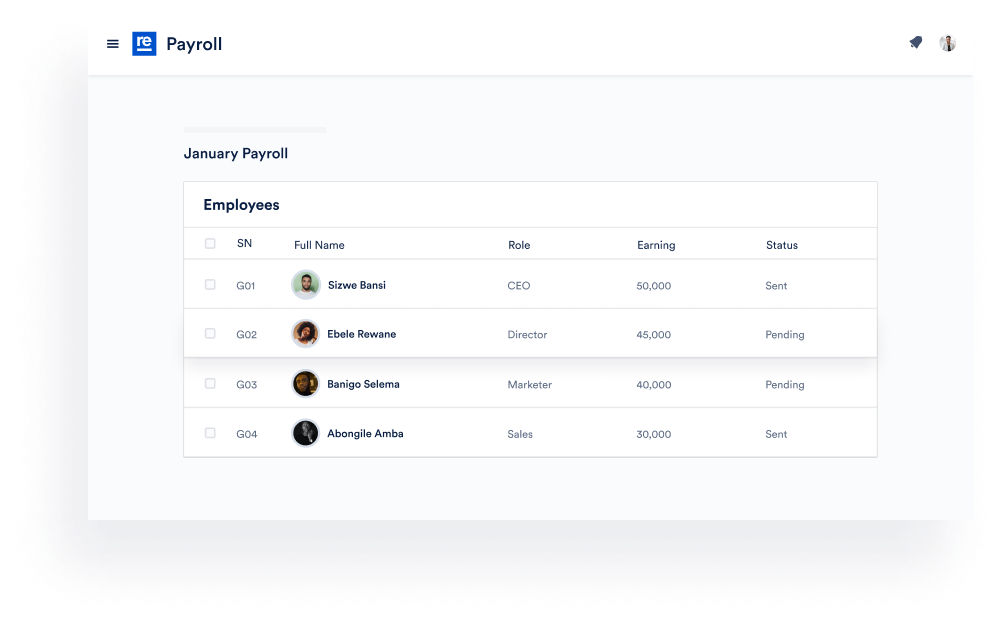 re Payroll
January Payroll
Employees
SN Full Name Role Earning Status
G01 Sizwe Bansi CEO 50,000 Sent
G02 Ebele Rewane Director 45,000 Pending
G03 Banigo Selema Marketer 40,000 Pending
G04 Abongile Amba Sales 30,000 Sent